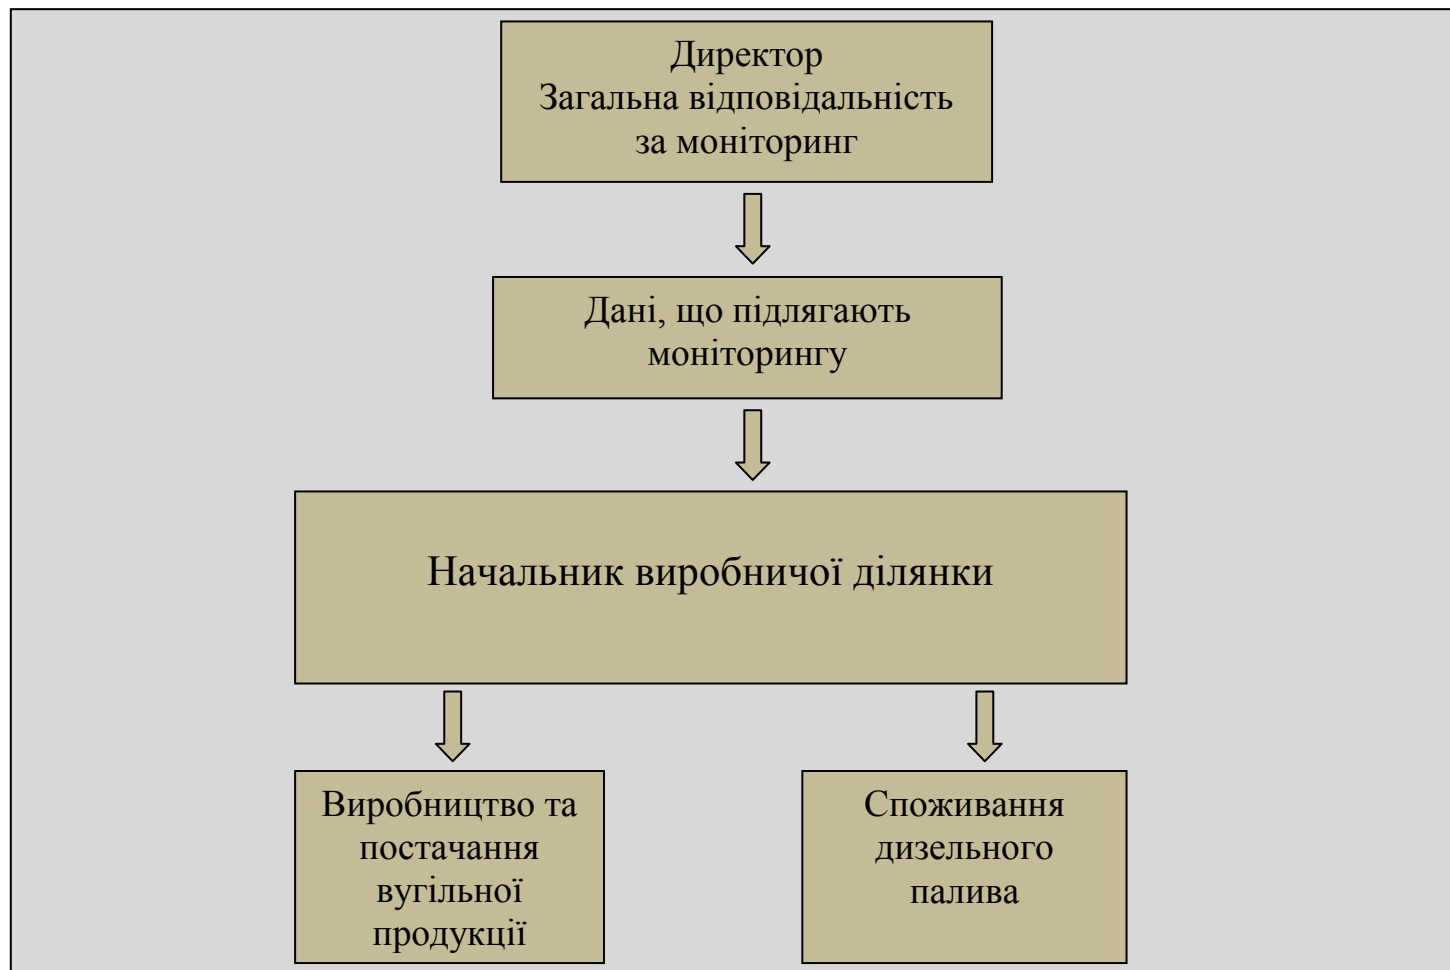 Директор
Загальна відповідальність
за моніторинг
Дані, що підлягають
моніторингу
Начальник виробничої ділянки
Виробництво та
постачання
вугільної
продукції
Споживання
дизельного
палива